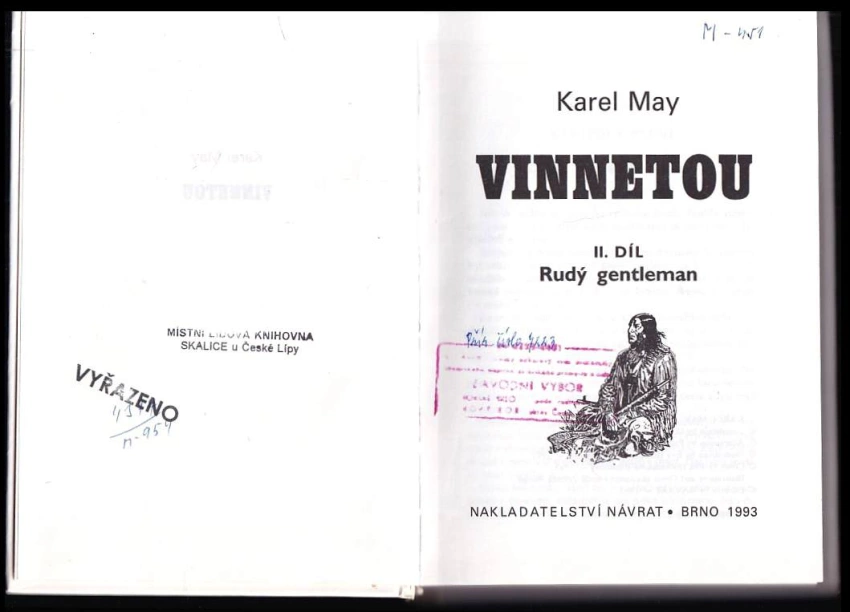 MÍSTNÍ LIDOVÁ KNIHOVNA
SKALICE u České Lípy
VYŘAZENO
M - 451
Karel May
VINNETOU
II. DÍL
Rudý gentleman
ZÁVODNÍ VÝBOR
NAKLADATELSTVÍ NÁVRAT • BRNO 1993